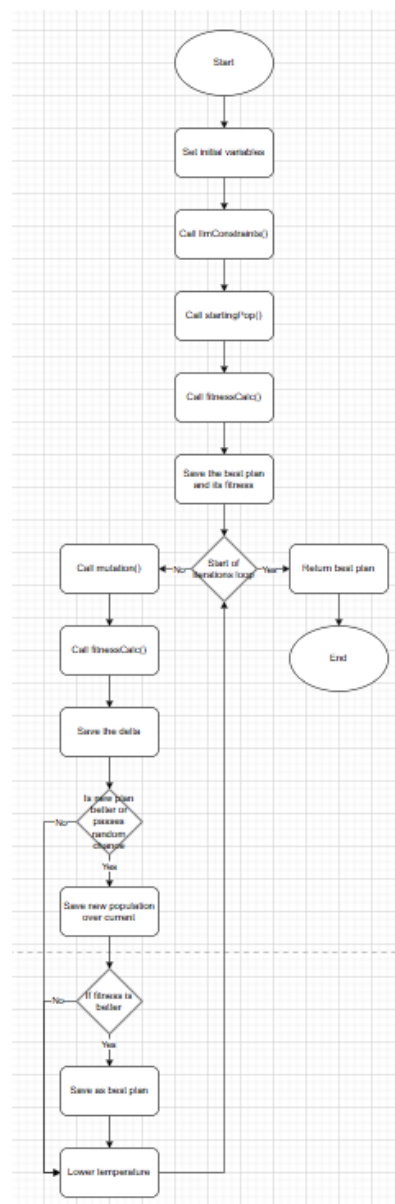 Start
Set initial variables
Call llmConstraints()
Call startingPop()
Call fitnessCalc()
Save the best plan
and its fitness
Start of
iterations loop
No
Yes
Call mutation()
Return best plan
Call fitnessCalc()
End
Save the delta
Is new plan
better or
passes
random
chance
No
Yes
Save new population
over current
If fitness is
better
No
Yes
Save as best plan
Lower temperature